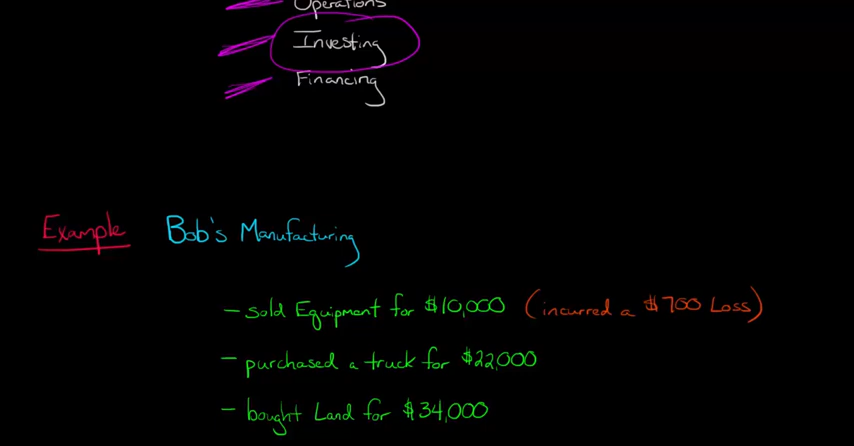 Operations
Investing
Financing
Example Bob's Manufacturing
- sold Equipment for $10,000 (incurred a $700 Loss)
- purchased a truck for $22,000
- bought Land for $34,000